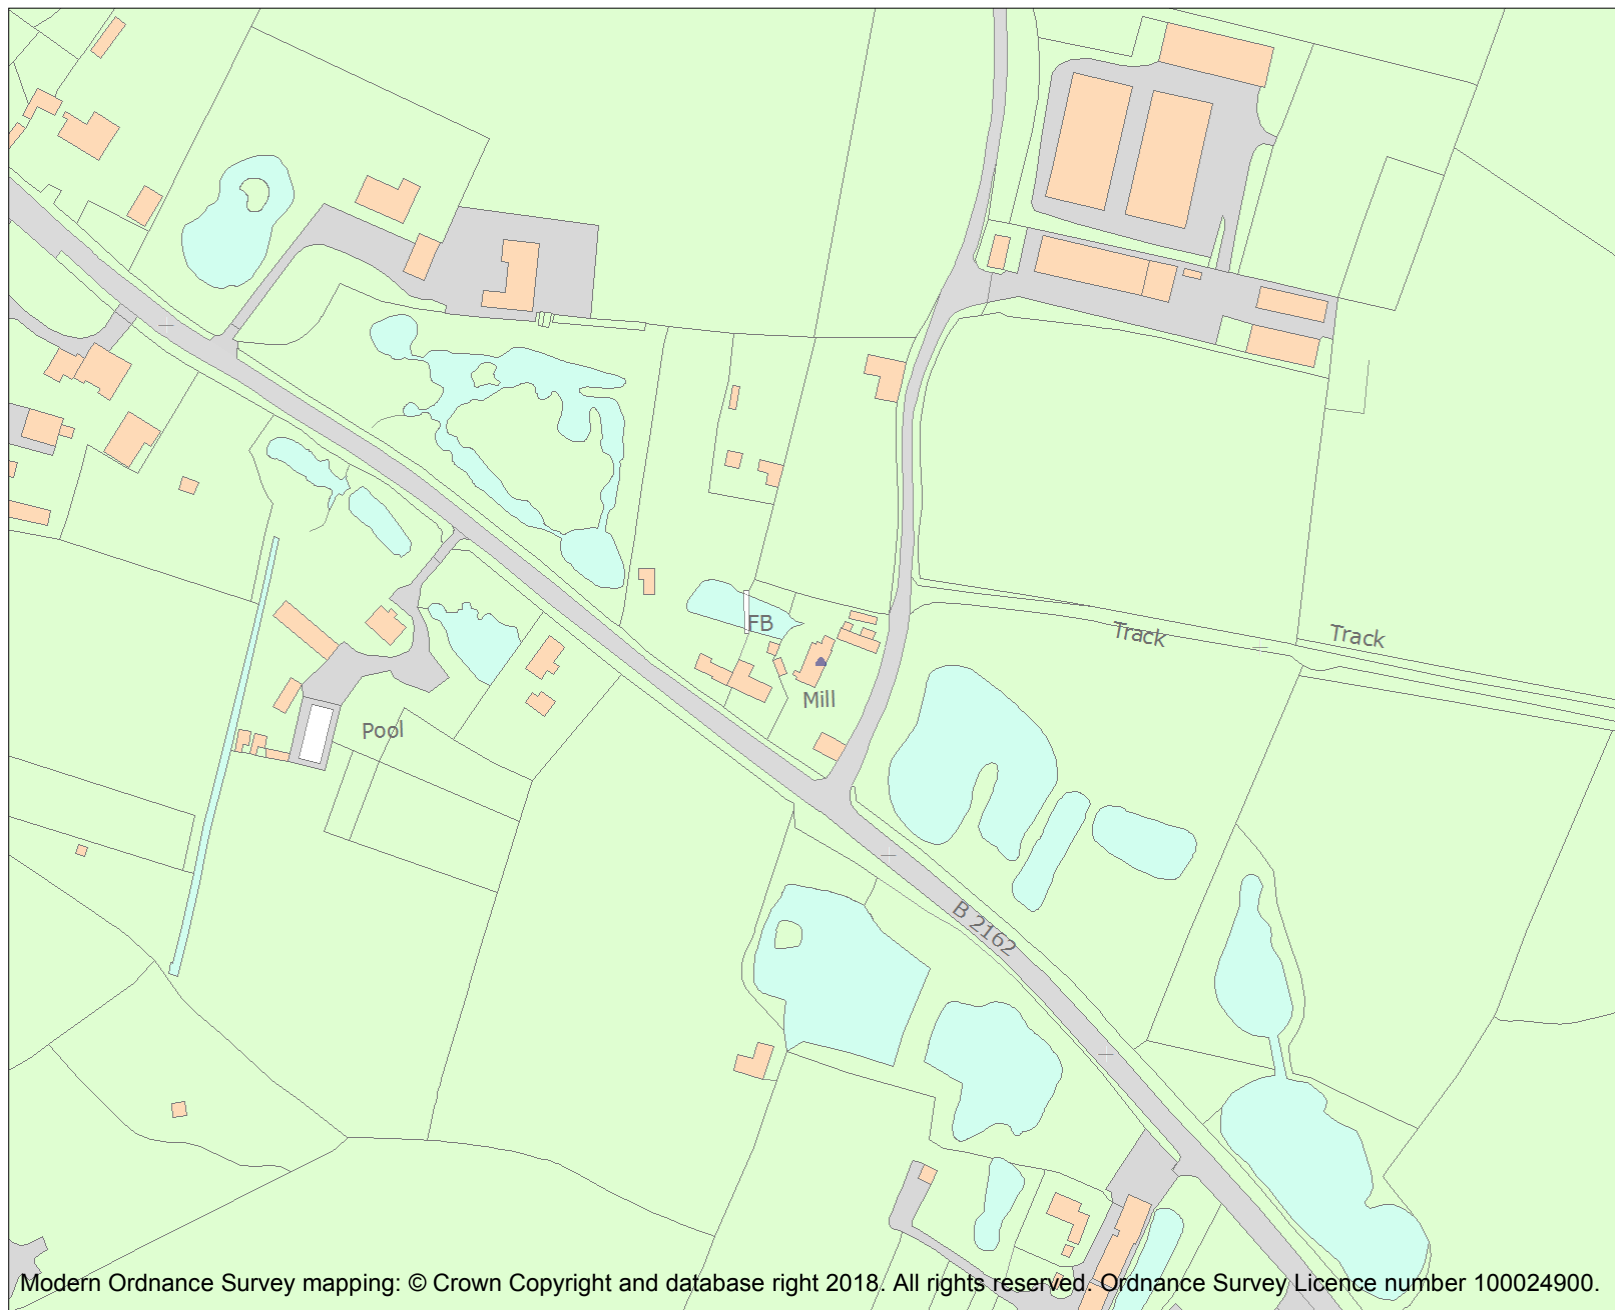 FB
Track
Track
Mill
Pool
B 2162
Modern Ordnance Survey mapping: © Crown Copyright and database right 2018. All rights reserved. Ordnance Survey Licence number 100024900.